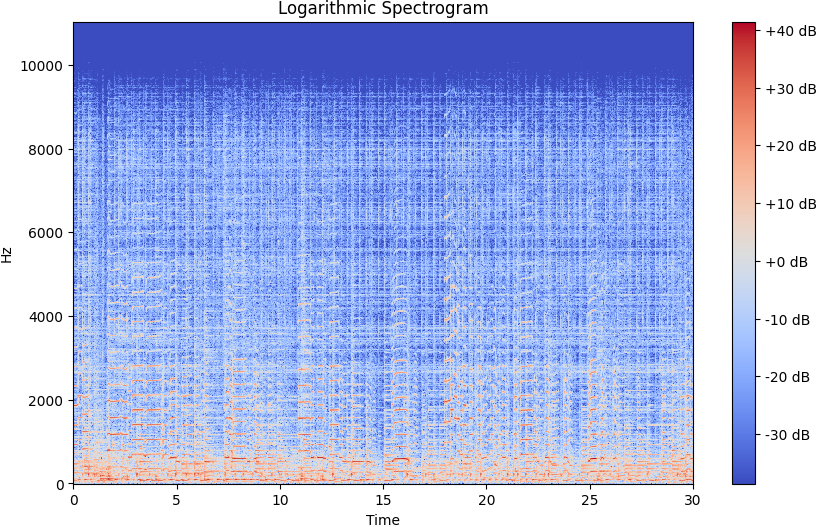 Logarithmic Spectrogram
Hz
10000
8000
6000
4000
2000
0
0 5 10 15 20 25 30
Time
+40 dB
+30 dB
+20 dB
+10 dB
+0 dB
-10 dB
-20 dB
-30 dB